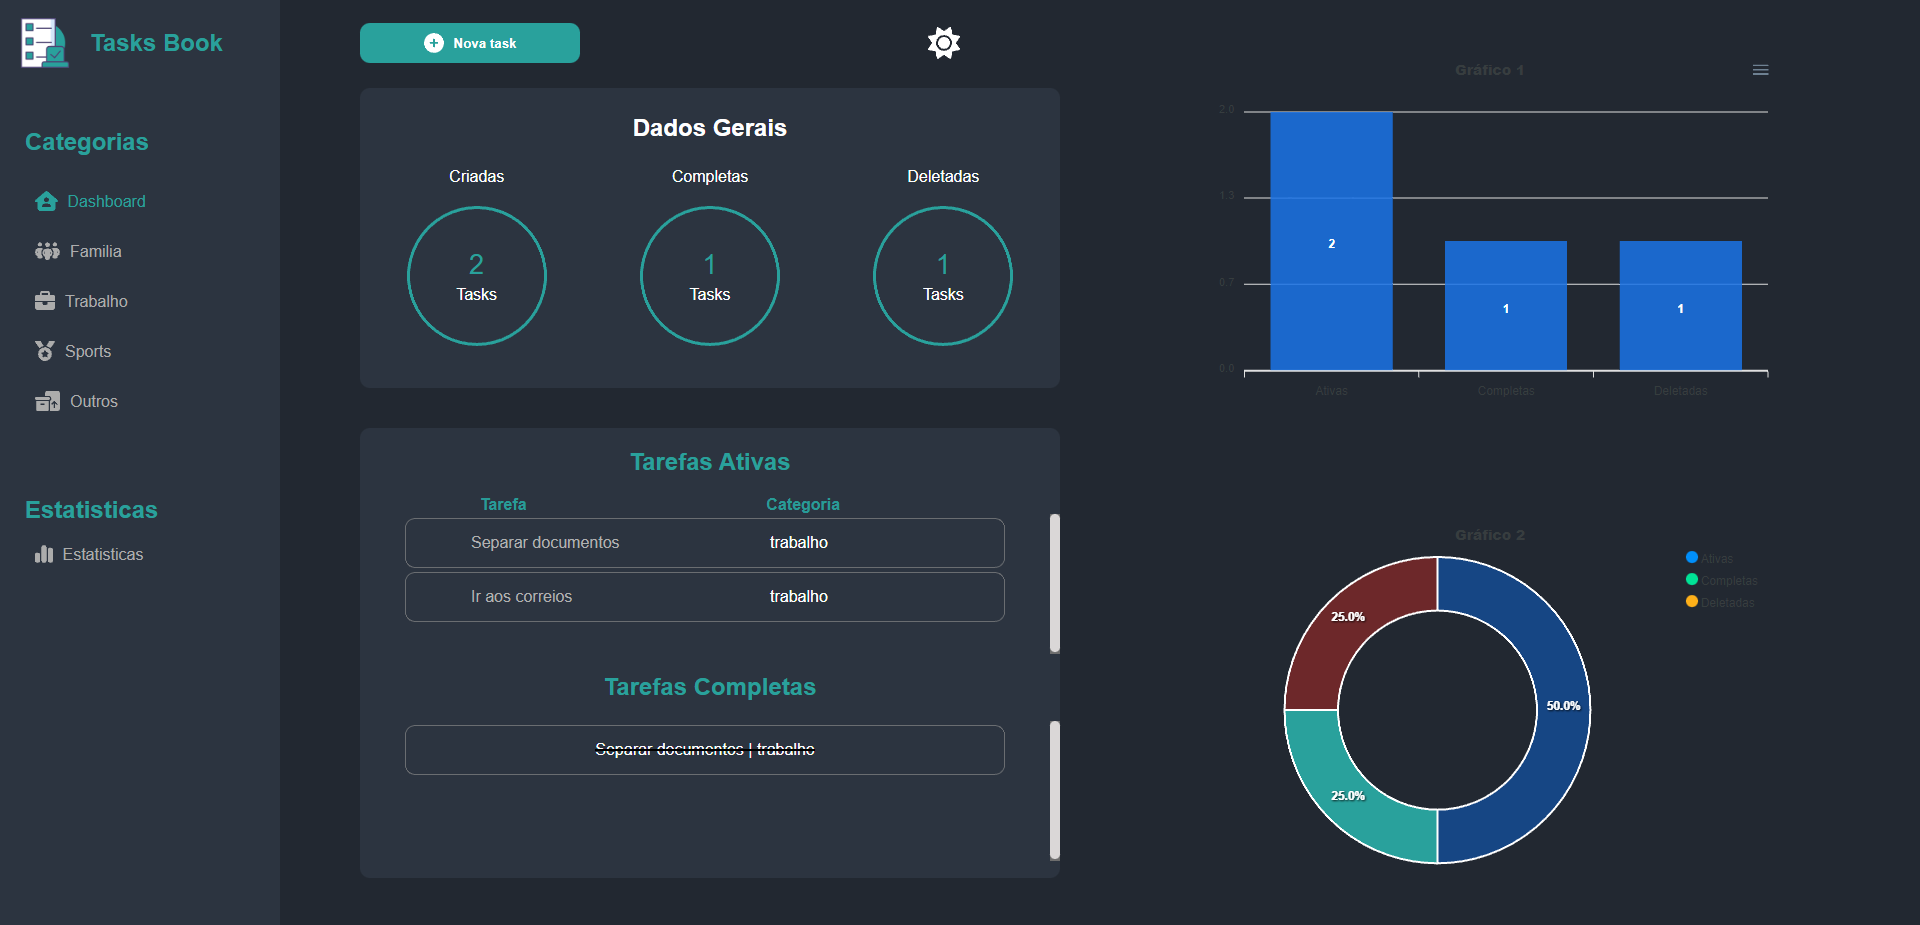 Tasks Book
Categorias
Dashboard
Familia
Trabalho
Sports
Outros
Estatisticas
Estatisticas
Nova task
Dados Gerais
Criadas
Completas
Deletadas
2
Tasks
1
Tasks
1
Tasks
Tarefas Ativas
Tarefa
Categoria
Separar documentos
trabalho
Ir aos correios
trabalho
Tarefas Completas
Separar documentos | trabalho
Gráfico 1
2.0
1.3
0.7
0.0
2
1
1
Ativas
Completas
Deletadas
Gráfico 2
Ativas
Completas
Deletadas
25.0%
50.0%
25.0%